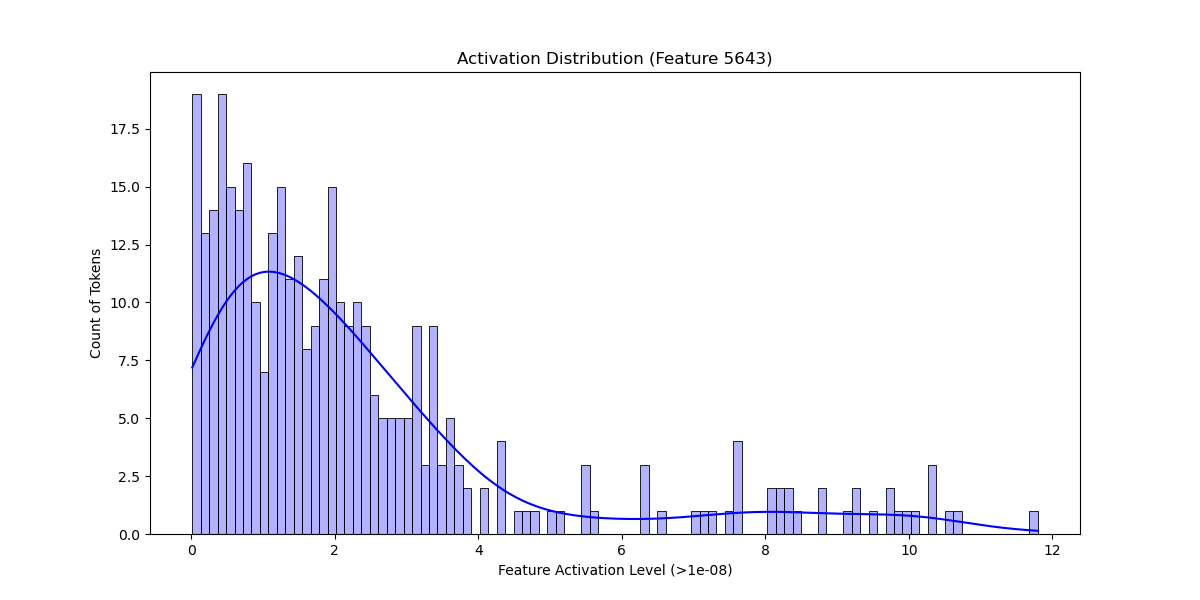 Activation Distribution (Feature 5643)
17.5
15.0
12.5
10.0
7.5
5.0
2.5
0.0
Count of Tokens
0 2 4 6 8 10 12
Feature Activation Level (>1e-08)